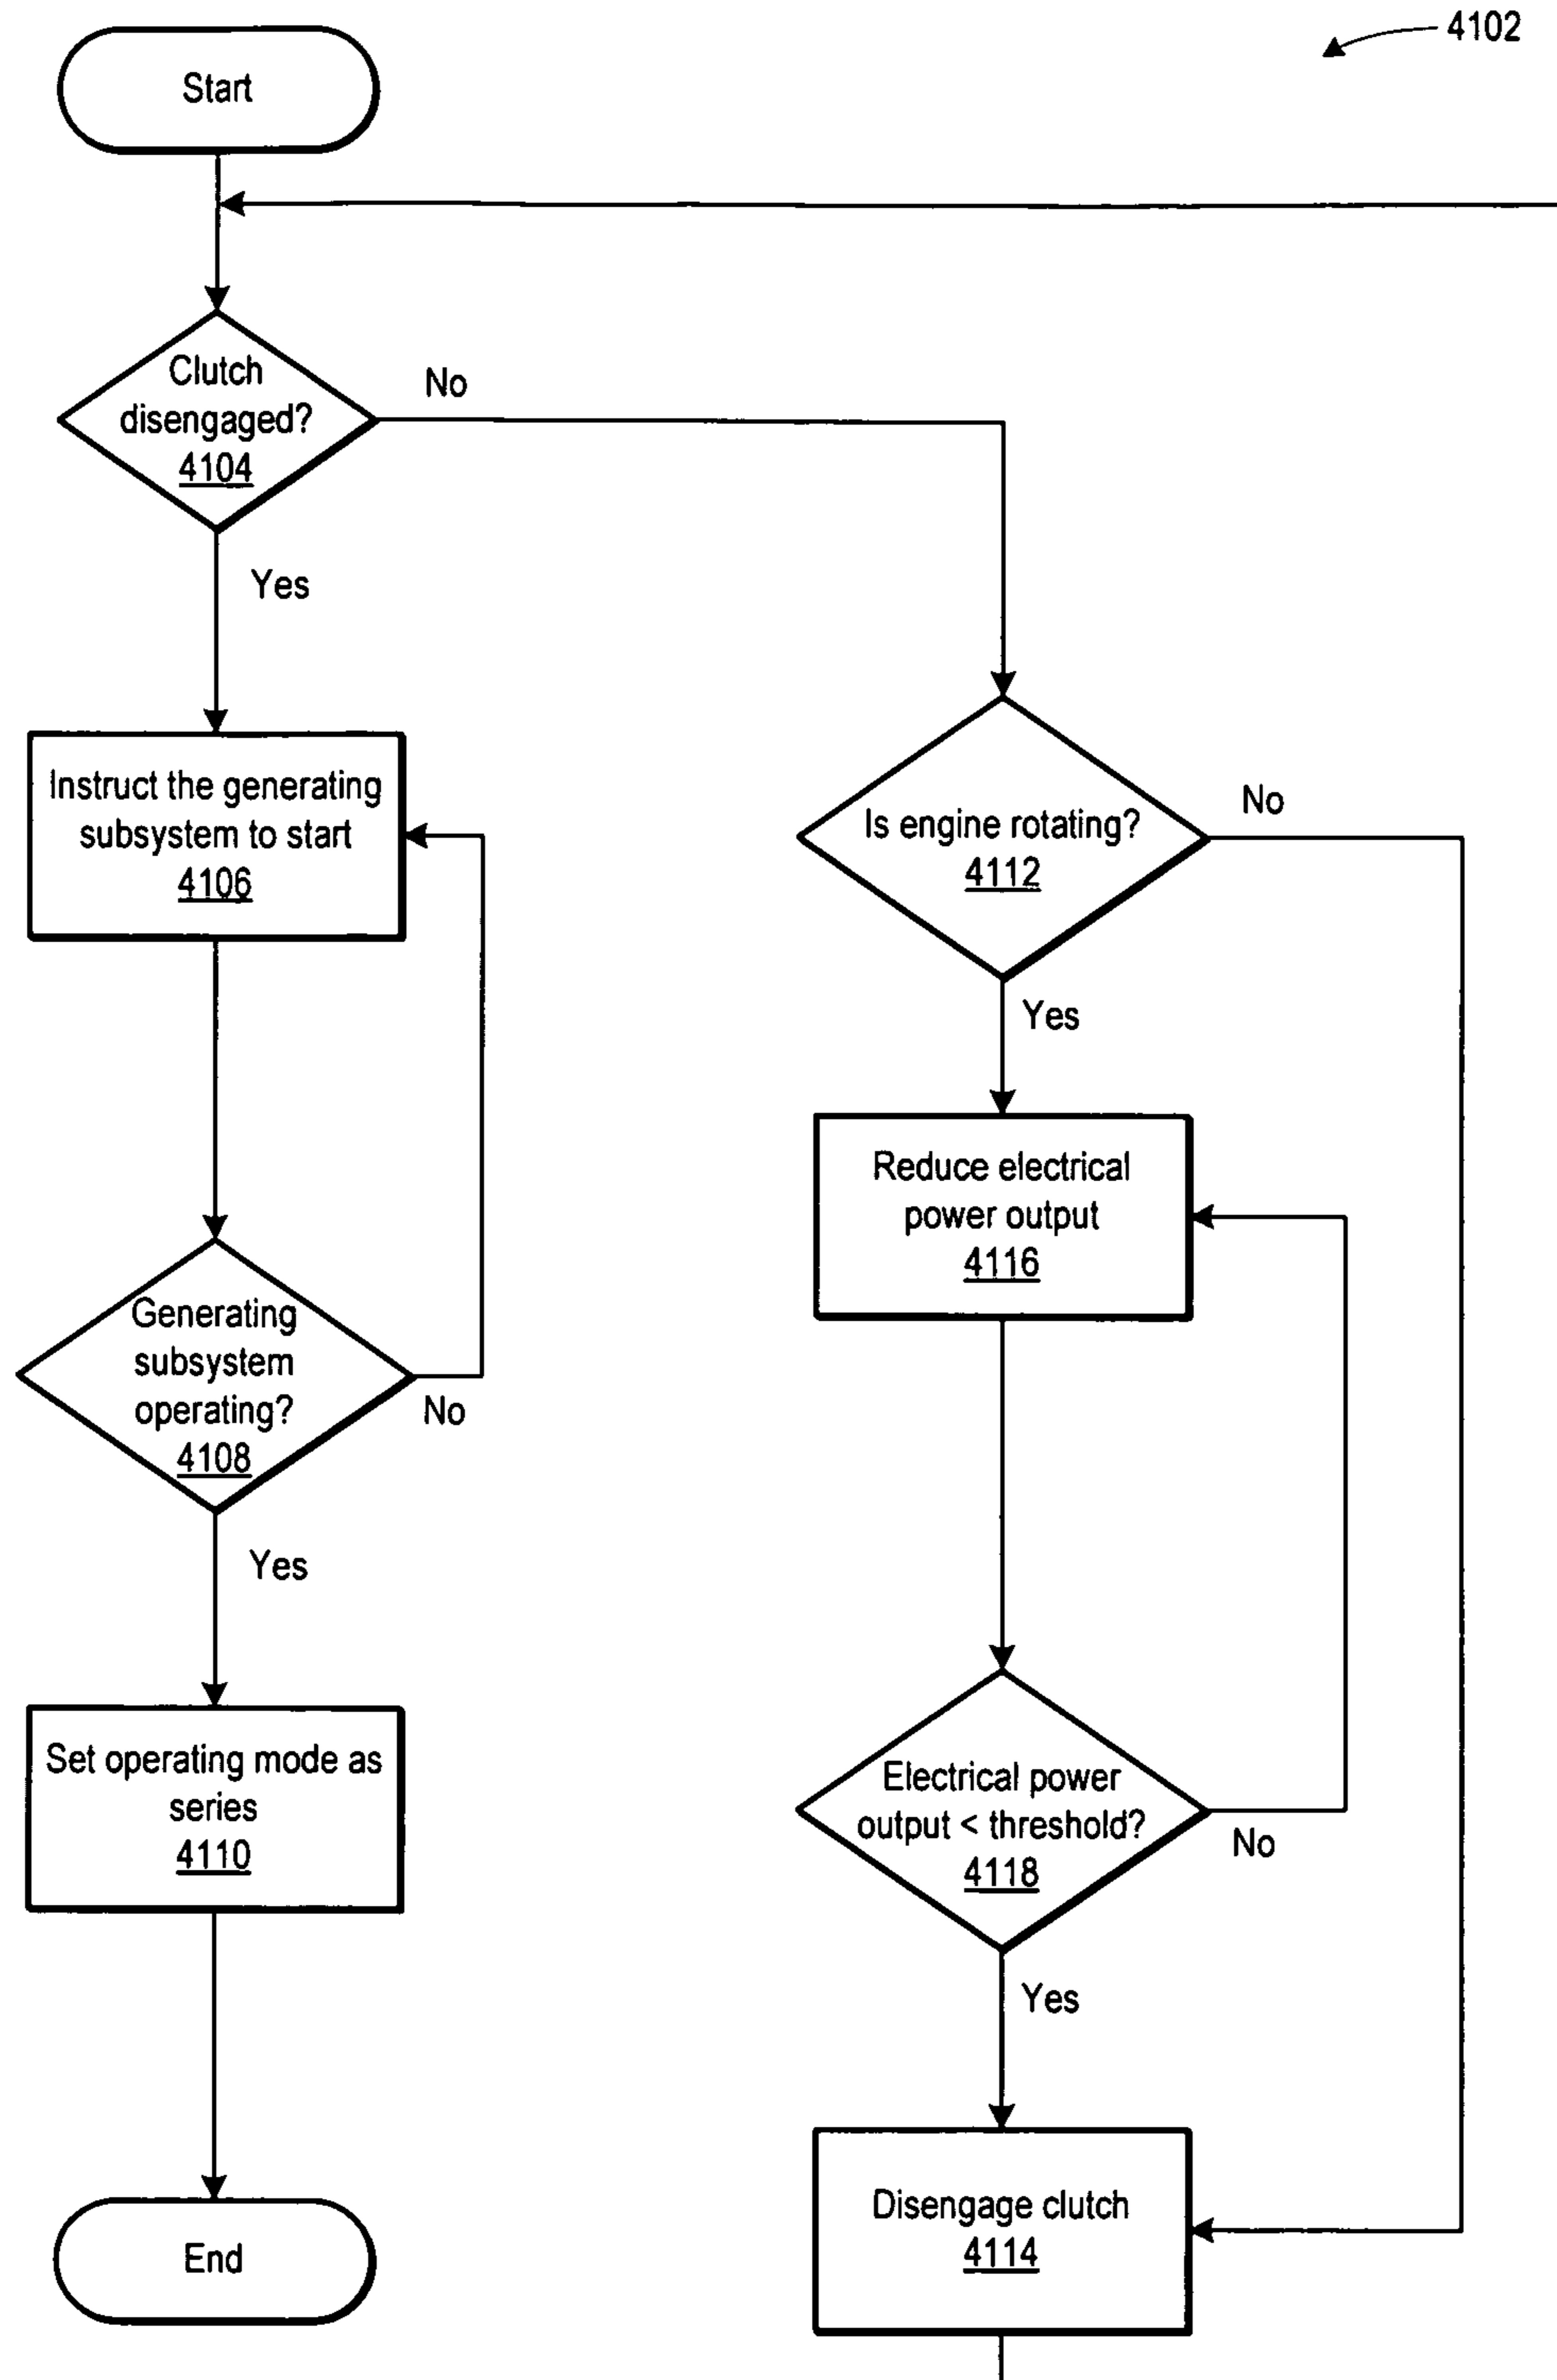 4102
Start
Clutch
disengaged?
4104
No
Yes
Instruct the generating
subsystem to start
4106
Generating
subsystem
operating?
4108
No
Yes
Set operating mode as
series
4110
End
Is engine rotating?
4112
No
Yes
Reduce electrical
power output
4116
Electrical power
output < threshold?
4118
No
Yes
Disengage clutch
4114